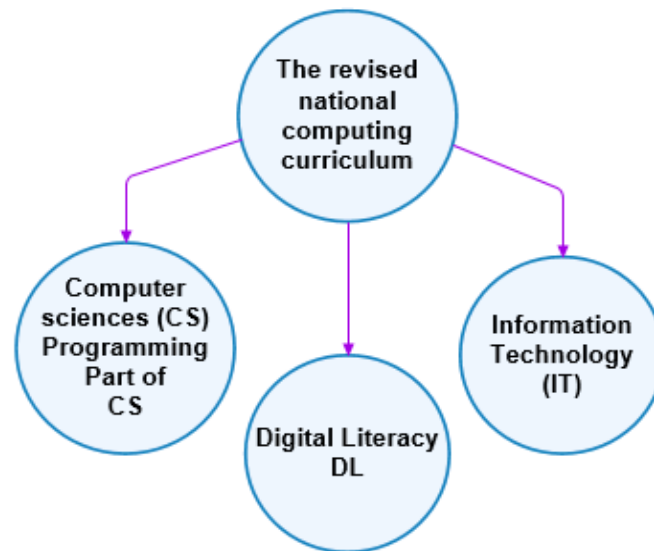 The revised
national
computing
curriculum
Computer
sciences (CS)
Programming
Part of
CS
Digital Literacy
DL
Information
Technology
(IT)